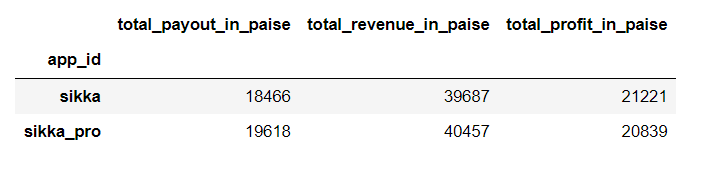 total_payout_in_paise total_revenue_in_paise total_profit_in_paise
app_id
sikka 18466 39687 21221
sikka_pro 19618 40457 20839